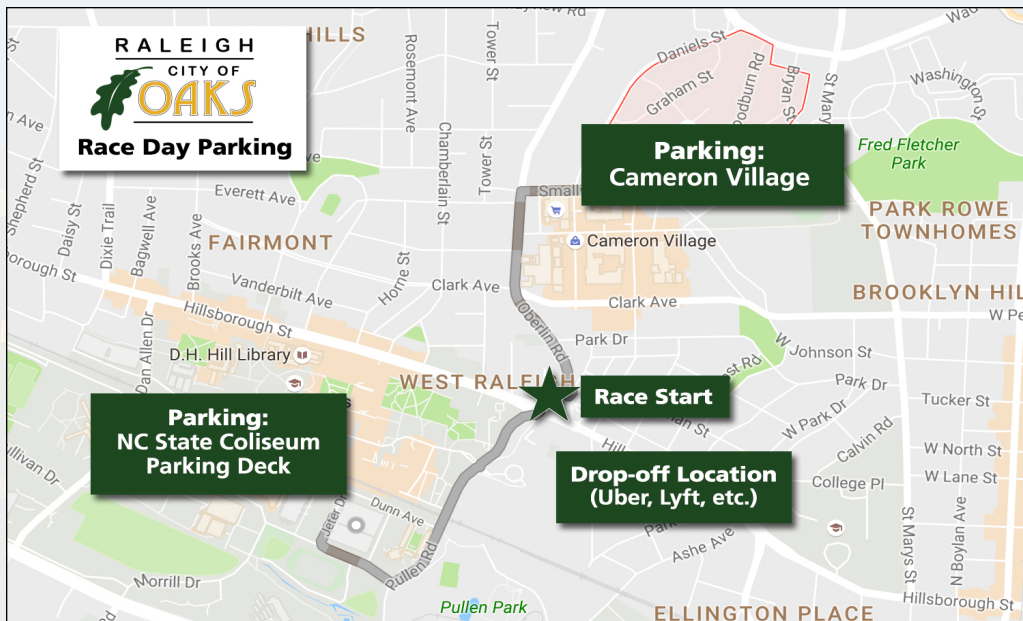 RALEIGH
CITY OF
OAKS
Race Day Parking
HILLS
Rosemont Ave
Tower St
Daniels St
Graham St
Bryan St
St Mary
Washington St
Chamberlain St
Tower St
Parking:
Cameron Village
Fred Fletcher
Park
Shepherd St
Daisy St
Dixie Trail
Bagwell Ave
Brooks Ave
Everett Ave
Cameron Village
PARK ROWE
TOWNHOMES
FAIRMONT
Horne St
Vanderbilt Ave
Clark Ave
Clark Ave
BROOKLYN HIL
W Pe
borough St
Hillsborough St
Oberlin Rd
Park Dr
W Johnson St
Dan Allen Dr
D.H. Hill Library
WEST RALEIGH
Race Start
Park Dr
Tucker St
W Park Dr
Calvin Rd
Parking:
NC State Coliseum
Parking Deck
Drop-off Location
(Uber, Lyft, etc.)
W North St
W Lane St
College Pl
Jeter Dr
Dunn Ave
Ashe Ave
St Marys St
N Boylan Ave
Pullen Rd
Morrill Dr
Pullen Park
ELLINGTON PLACE
Hillsborough St